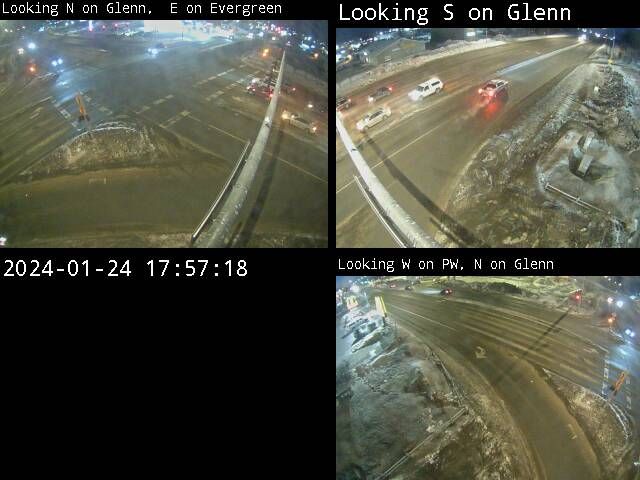 Looking N on Glenn,  E on Evergreen
Looking S on Glenn
2024-01-24 17:57:18
Looking W on PW, N on Glenn